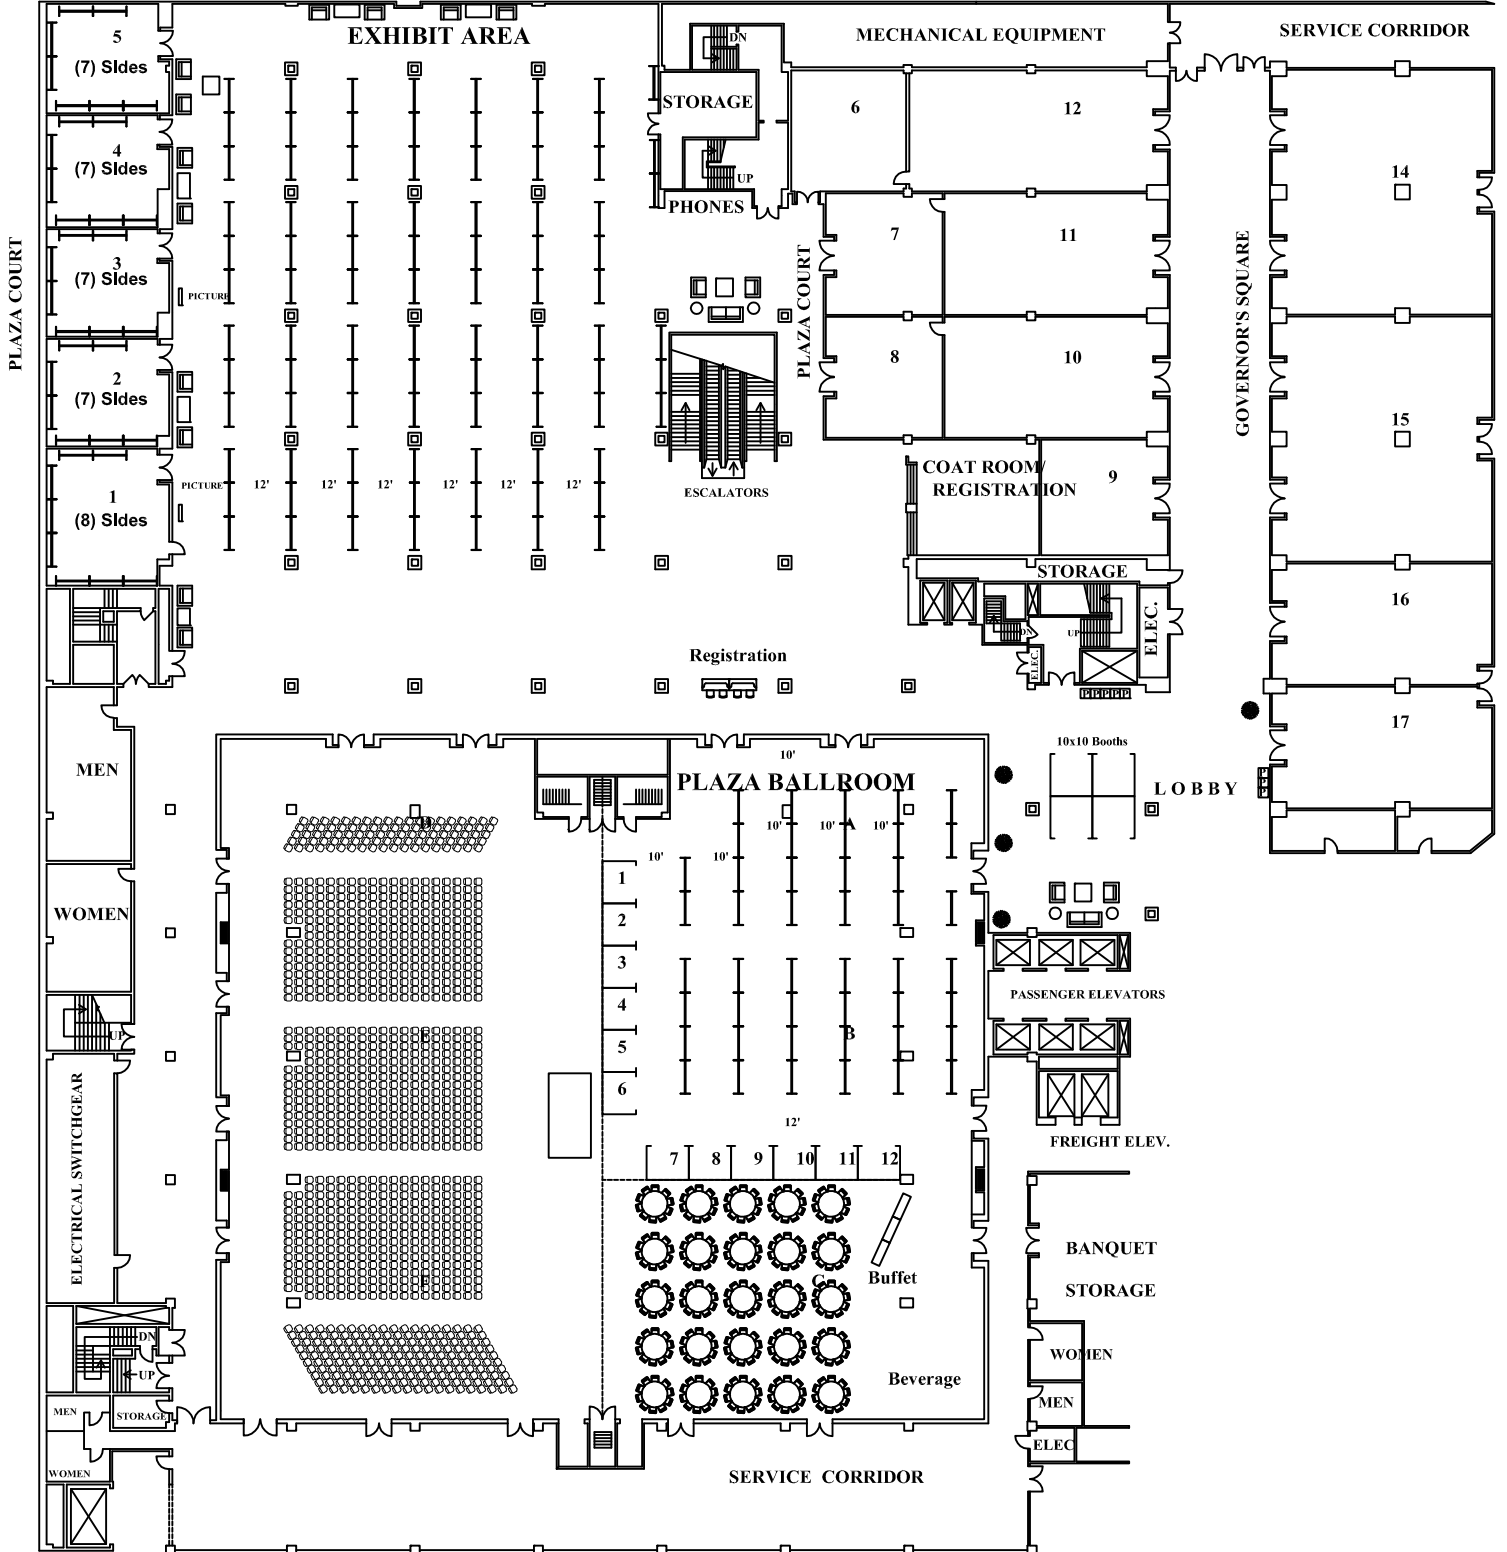 EXHIBIT AREA
MECHANICAL EQUIPMENT
SERVICE CORRIDOR
5
(7) SIdes
DN
STORAGE
6
12
4
(7) SIdes
UP
14
PHONES
PLAZA COURT
3
(7) SIdes
PICTURE
PLAZA COURT
7
11
GOVERNOR'S SQUARE
2
(7) SIdes
8
10
15
1
(8) SIdes
PICTURE
12'
12'
12'
12'
12'
12'
ESCALATORS
COAT ROOM/
REGISTRATION
9
STORAGE
16
DN
UP
ELEC.
ELEC.
Registration
P P P P P
17
MEN
10x10 Booths
LOBBY
P
P
P
10'
PLAZA BALLROOM
D
10'
10'
A
10'
10'
10'
WOMEN
1
2
3
4
5
6
PASSENGER ELEVATORS
UP
E
B
ELECTRICAL SWITCHGEAR
12'
FREIGHT ELEV.
7
8
9
10
11
12
BANQUET
STORAGE
F
C
Buffet
DN
UP
WOMEN
Beverage
MEN
MEN
STORAGE
ELEC
WOMEN
SERVICE CORRIDOR